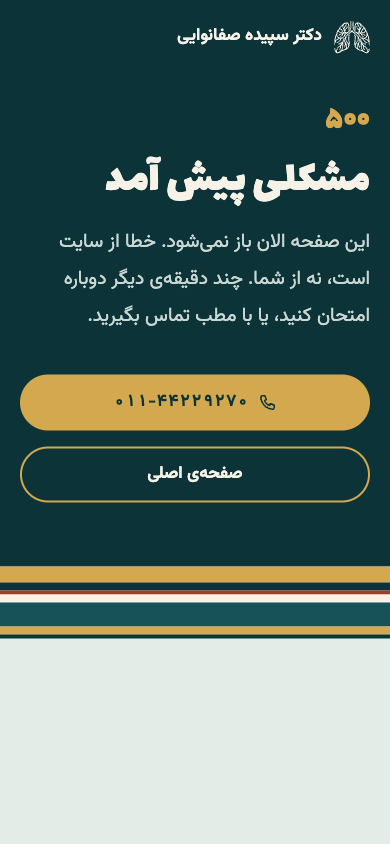 دکتر سپیده صفانوایی
۵۰۰
مشکلی پیش آمد
این صفحه الان باز نمی‌شود. خطا از سایت
است، نه از شما. چند دقیقه‌ی دیگر دوباره
امتحان کنید، یا با مطب تماس بگیرید.
۰۱۱-۴۴۲۲۹۲۷۰
صفحه‌ی اصلی